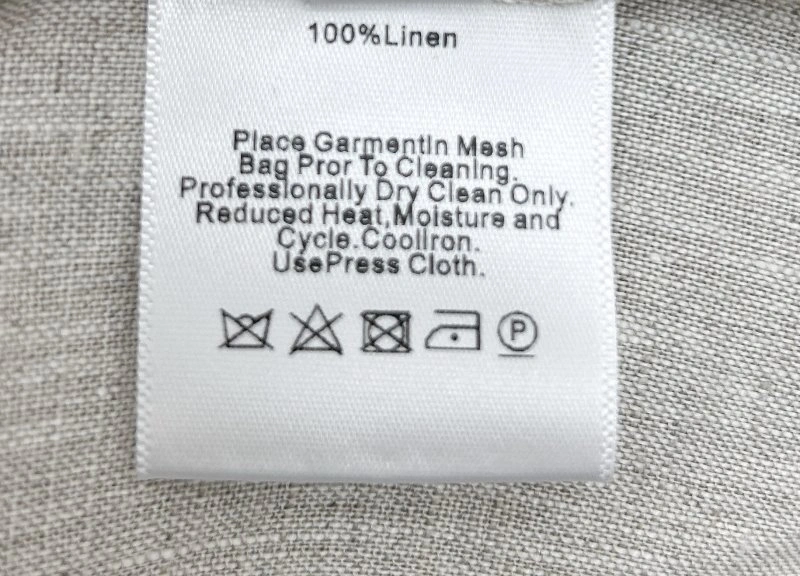 100%Linen
Place GarmentIn Mesh
Bag Pror To Cleaning.
Professionally Dry Clean Only.
Reduced Heat,Moisture and
Cycle.CoolIron.
UsePress Cloth.
P